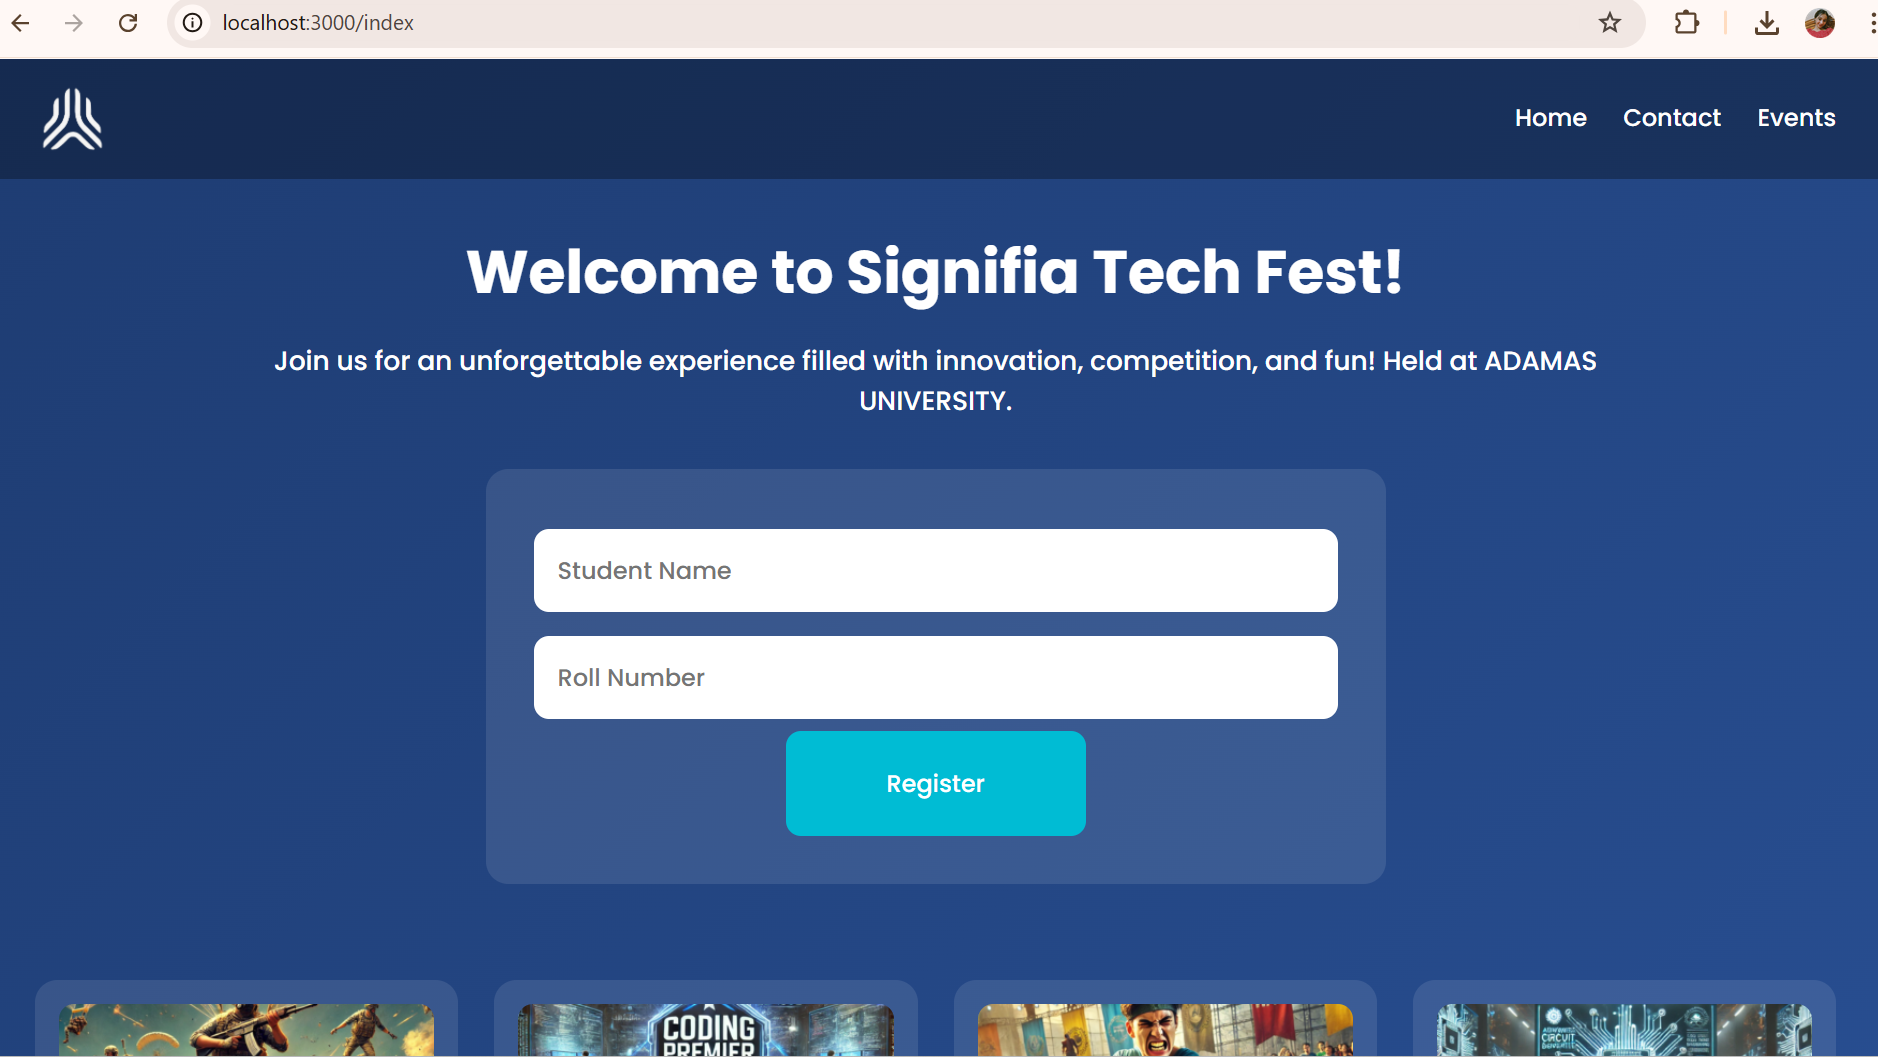 localhost:3000/index
Home Contact Events
Welcome to Signifia Tech Fest!
Join us for an unforgettable experience filled with innovation, competition, and fun! Held at ADAMAS
UNIVERSITY.
Student Name
Roll Number
Register
CODING
PREMIER
CIRCUIT